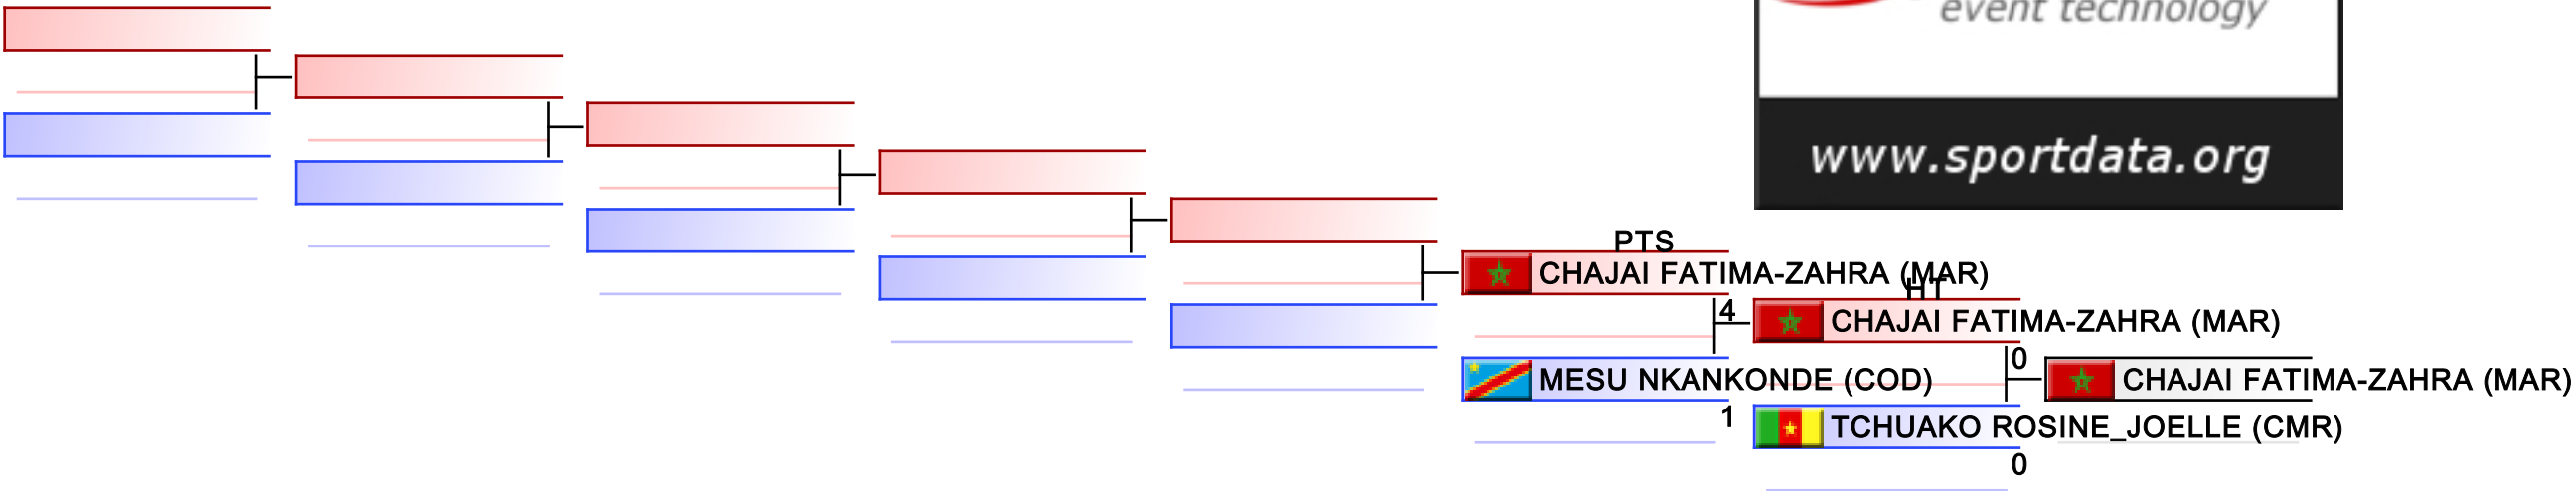 event technology
www.sportdata.org
PTS
CHAJAI FATIMA-ZAHRA (MAR)
HT
4
CHAJAI FATIMA-ZAHRA (MAR)
0
MESU NKANKONDE (COD)
CHAJAI FATIMA-ZAHRA (MAR)
1
TCHUAKO ROSINE_JOELLE (CMR)
0